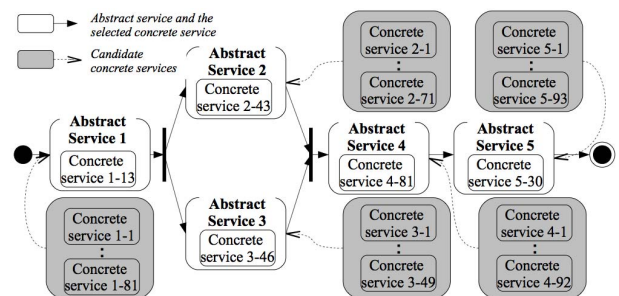 Abstract service and the
selected concrete service
Candidate
concrete services
Abstract
Service 2
Concrete
service 2-43
Concrete
service 2-1
⋮
Concrete
service 2-71
Concrete
service 5-1
⋮
Concrete
service 5-93
Abstract
Service 1
Concrete
service 1-13
Abstract
Service 4
Concrete
service 4-81
Abstract
Service 5
Concrete
service 5-30
Abstract
Service 3
Concrete
service 3-46
Concrete
service 1-1
⋮
Concrete
service 1-81
Concrete
service 3-1
⋮
Concrete
service 3-49
Concrete
service 4-1
⋮
Concrete
service 4-92